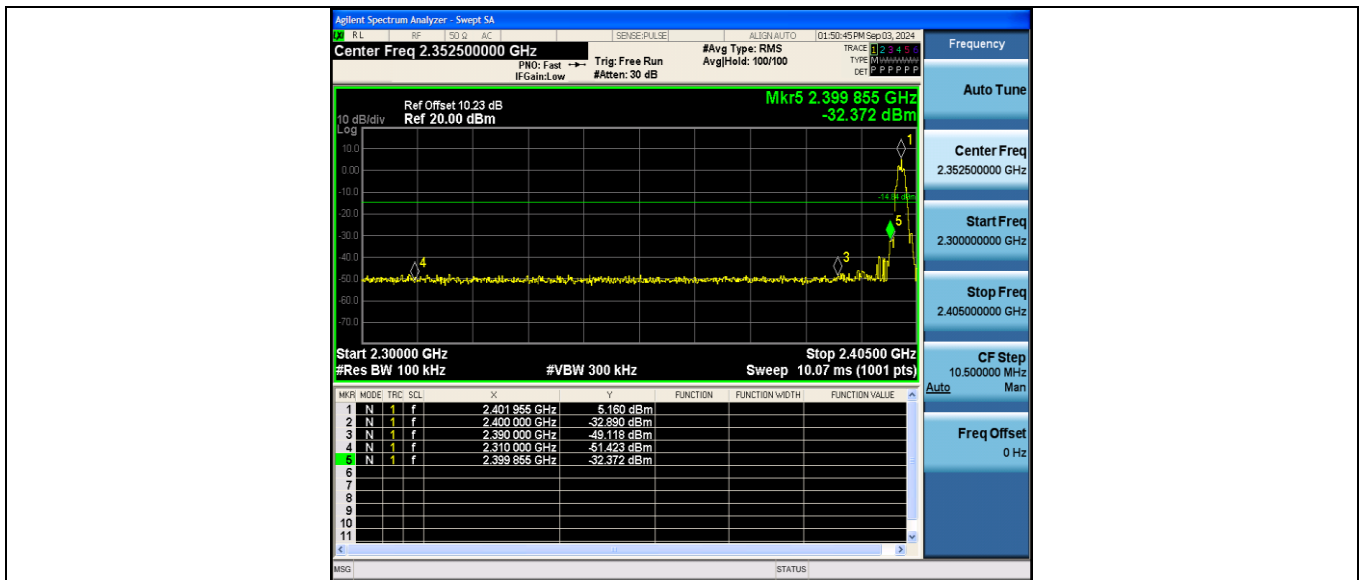 Agilent Spectrum Analyzer - Swept SA
RL RF 50 Ω AC SENSE:PULSE ALIGN AUTO 01:50:45 PM Sep 03, 2024
Center Freq 2.352500000 GHz
PNO: Fast
IFGain:Low
Trig: Free Run
#Atten: 30 dB
#Avg Type: RMS
Avg|Hold: 100/100
TRACE 1 2 3 4 5 6
TYPE M
DET P P P P P P
Mkr5 2.399 855 GHz
-32.372 dBm
Ref Offset 10.23 dB
10 dB/div Ref 20.00 dBm
Log
10.0
0.00
-10.0
-20.0
-30.0
-40.0
-50.0
-60.0
-70.0
-14.84 dBm
1
5
3
4
Start 2.30000 GHz Stop 2.40500 GHz
#Res BW 100 kHz #VBW 300 kHz Sweep 10.07 ms (1001 pts)
MKR MODE TRC SCL X Y FUNCTION FUNCTION WIDTH FUNCTION VALUE
1 N 1 f 2.401 955 GHz 5.160 dBm
2 N 1 f 2.400 000 GHz -32.890 dBm
3 N 1 f 2.390 000 GHz -49.118 dBm
4 N 1 f 2.310 000 GHz -51.423 dBm
5 N 1 f 2.399 855 GHz -32.372 dBm
6
7
8
9
10
11
MSG STATUS
Frequency
Auto Tune
Center Freq
2.352500000 GHz
Start Freq
2.300000000 GHz
Stop Freq
2.405000000 GHz
CF Step
10.500000 MHz
Auto Man
Freq Offset
0 Hz